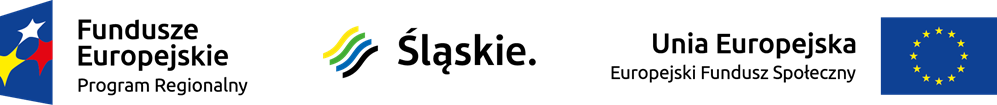 Fundusze
Europejskie
Program Regionalny
Śląskie.
Unia Europejska
Europejski Fundusz Społeczny